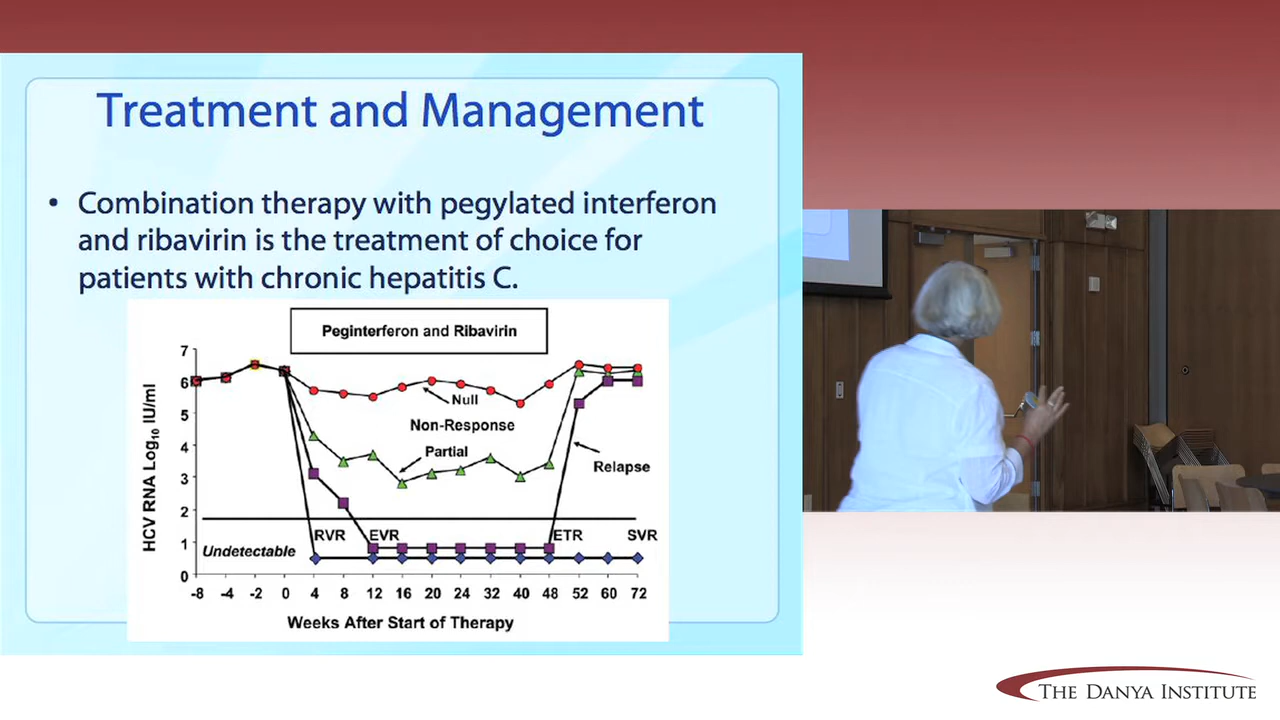 Treatment and Management
• Combination therapy with pegylated interferon
and ribavirin is the treatment of choice for
patients with chronic hepatitis C.
Peginterferon and Ribavirin
HCV RNA Log10 IU/ml
7
6
5
4
3
2
1
0
Null
Non-Response
Partial
Relapse
RVR EVR ETR SVR
Undetectable
-8 -4 -2 0 4 8 12 16 20 24 32 40 48 52 60 72
Weeks After Start of Therapy
THE DANYA INSTITUTE